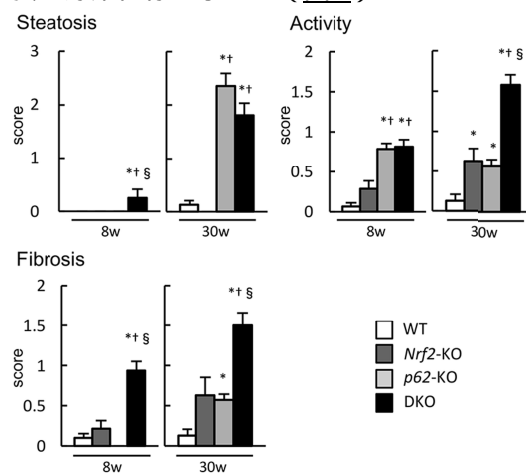 Steatosis
3
2
1
0
score
*† §
*†
*†
8w
30w
Activity
2
1.5
1
0.5
0
score
*† *†
*
*
*† §
8w
30w
Fibrosis
2
1.5
1
0.5
0
score
*† §
*
*† §
8w
30w
WT
Nrf2-KO
p62-KO
DKO